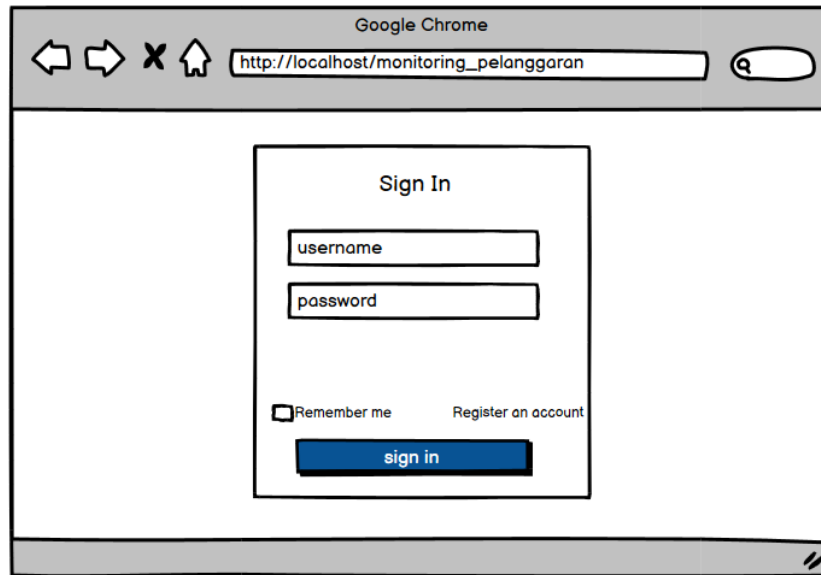 Google Chrome
http://localhost/monitoring_pelanggaran
Sign In
username
password
Remember me Register an account
sign in